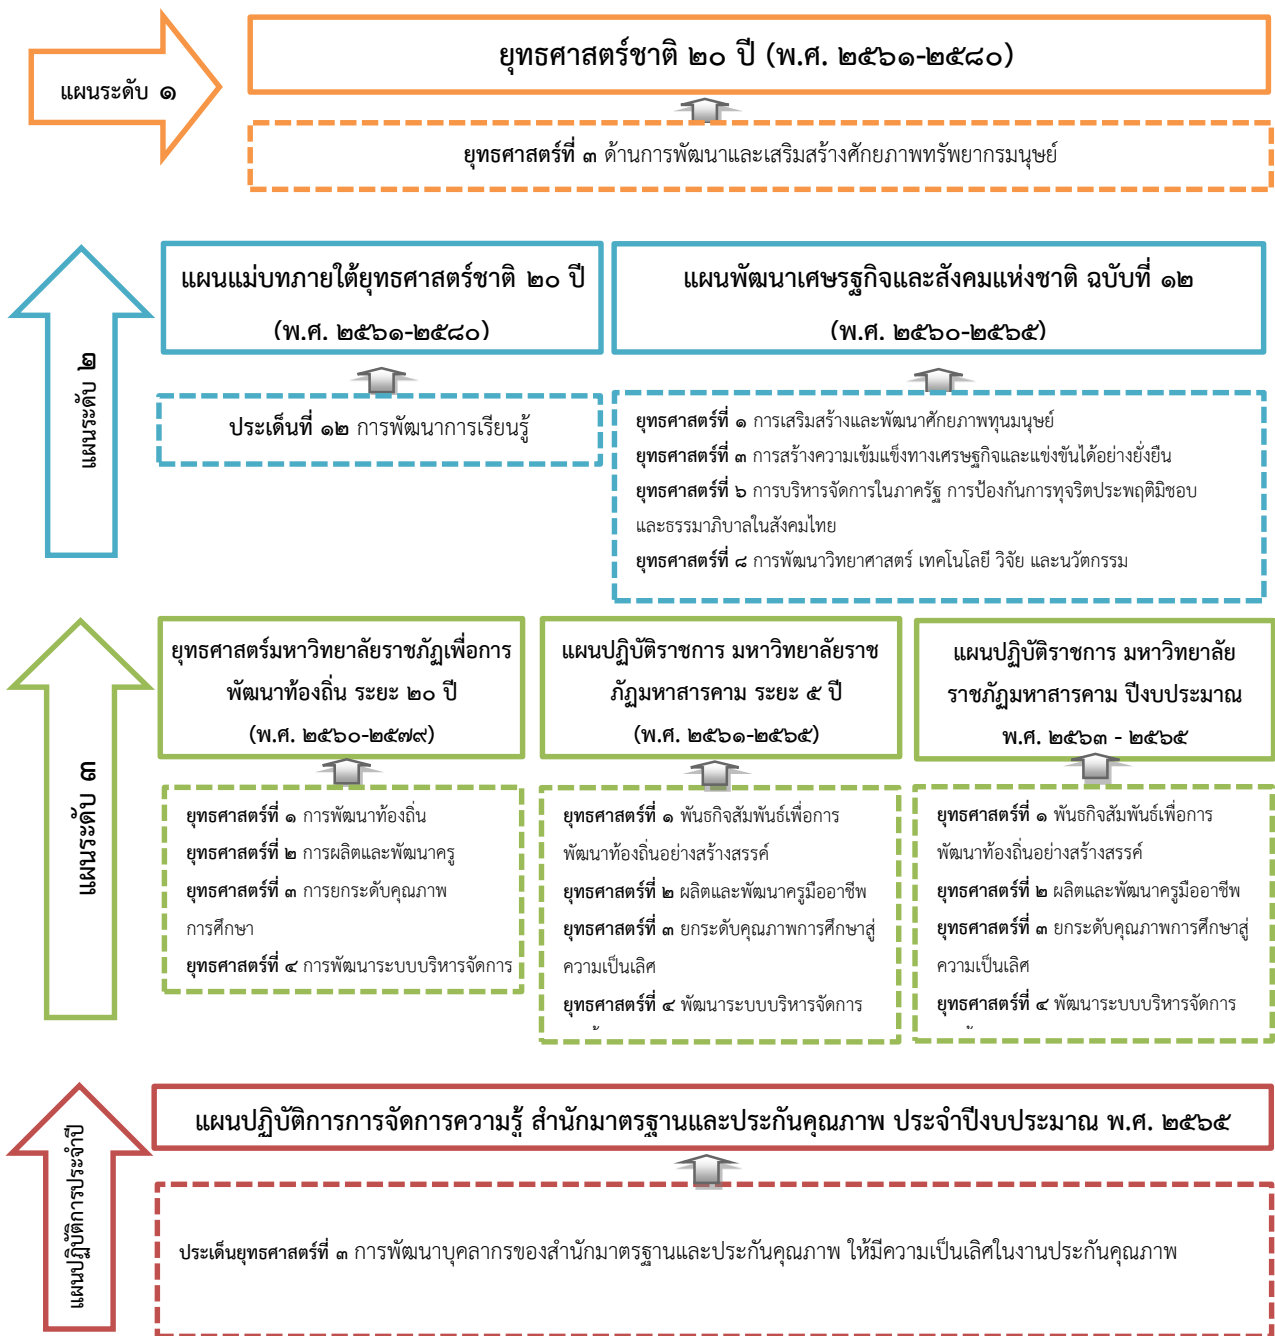 แผนระดับ ๑
ยุทธศาสตร์ชาติ ๒๐ ปี (พ.ศ. ๒๕๖๑-๒๕๘๐)
ยุทธศาสตร์ที่ ๓ ด้านการพัฒนาและเสริมสร้างศักยภาพทรัพยากรมนุษย์
แผนระดับ ๒
แผนแม่บทภายใต้ยุทธศาสตร์ชาติ ๒๐ ปี
(พ.ศ. ๒๕๖๑-๒๕๘๐)
ประเด็นที่ ๑๒ การพัฒนาการเรียนรู้
แผนพัฒนาเศรษฐกิจและสังคมแห่งชาติ ฉบับที่ ๑๒
(พ.ศ. ๒๕๖๐-๒๕๖๕)
ยุทธศาสตร์ที่ ๑ การเสริมสร้างและพัฒนาศักยภาพทุนมนุษย์
ยุทธศาสตร์ที่ ๓ การสร้างความเข้มแข็งทางเศรษฐกิจและแข่งขันได้อย่างยั่งยืน
ยุทธศาสตร์ที่ ๖ การบริหารจัดการในภาครัฐ การป้องกันการทุจริตประพฤติมิชอบ
และธรรมาภิบาลในสังคมไทย
ยุทธศาสตร์ที่ ๘ การพัฒนาวิทยาศาสตร์ เทคโนโลยี วิจัย และนวัตกรรม
แผนระดับ ๓
ยุทธศาสตร์มหาวิทยาลัยราชภัฏเพื่อการ
พัฒนาท้องถิ่น ระยะ ๒๐ ปี
(พ.ศ. ๒๕๖๐-๒๕๗๙)
ยุทธศาสตร์ที่ ๑ การพัฒนาท้องถิ่น
ยุทธศาสตร์ที่ ๒ การผลิตและพัฒนาครู
ยุทธศาสตร์ที่ ๓ การยกระดับคุณภาพ
การศึกษา
ยุทธศาสตร์ที่ ๔ การพัฒนาระบบบริหารจัดการ
แผนปฏิบัติราชการ มหาวิทยาลัยราช
ภัฏมหาสารคาม ระยะ ๕ ปี
(พ.ศ. ๒๕๖๑-๒๕๖๕)
ยุทธศาสตร์ที่ ๑ พันธกิจสัมพันธ์เพื่อการ
พัฒนาท้องถิ่นอย่างสร้างสรรค์
ยุทธศาสตร์ที่ ๒ ผลิตและพัฒนาครูมืออาชีพ
ยุทธศาสตร์ที่ ๓ ยกระดับคุณภาพการศึกษาสู่
ความเป็นเลิศ
ยุทธศาสตร์ที่ ๔ พัฒนาระบบบริหารจัดการ
แผนปฏิบัติราชการ มหาวิทยาลัย
ราชภัฏมหาสารคาม ปีงบประมาณ
พ.ศ. ๒๕๖๓ - ๒๕๖๕
ยุทธศาสตร์ที่ ๑ พันธกิจสัมพันธ์เพื่อการ
พัฒนาท้องถิ่นอย่างสร้างสรรค์
ยุทธศาสตร์ที่ ๒ ผลิตและพัฒนาครูมืออาชีพ
ยุทธศาสตร์ที่ ๓ ยกระดับคุณภาพการศึกษาสู่
ความเป็นเลิศ
ยุทธศาสตร์ที่ ๔ พัฒนาระบบบริหารจัดการ
แผนปฏิบัติการประจำปี
แผนปฏิบัติการการจัดการความรู้ สำนักมาตรฐานและประกันคุณภาพ ประจำปีงบประมาณ พ.ศ. ๒๕๖๕
ประเด็นยุทธศาสตร์ที่ ๓ การพัฒนาบุคลากรของสำนักมาตรฐานและประกันคุณภาพ ให้มีความเป็นเลิศในงานประกันคุณภาพ